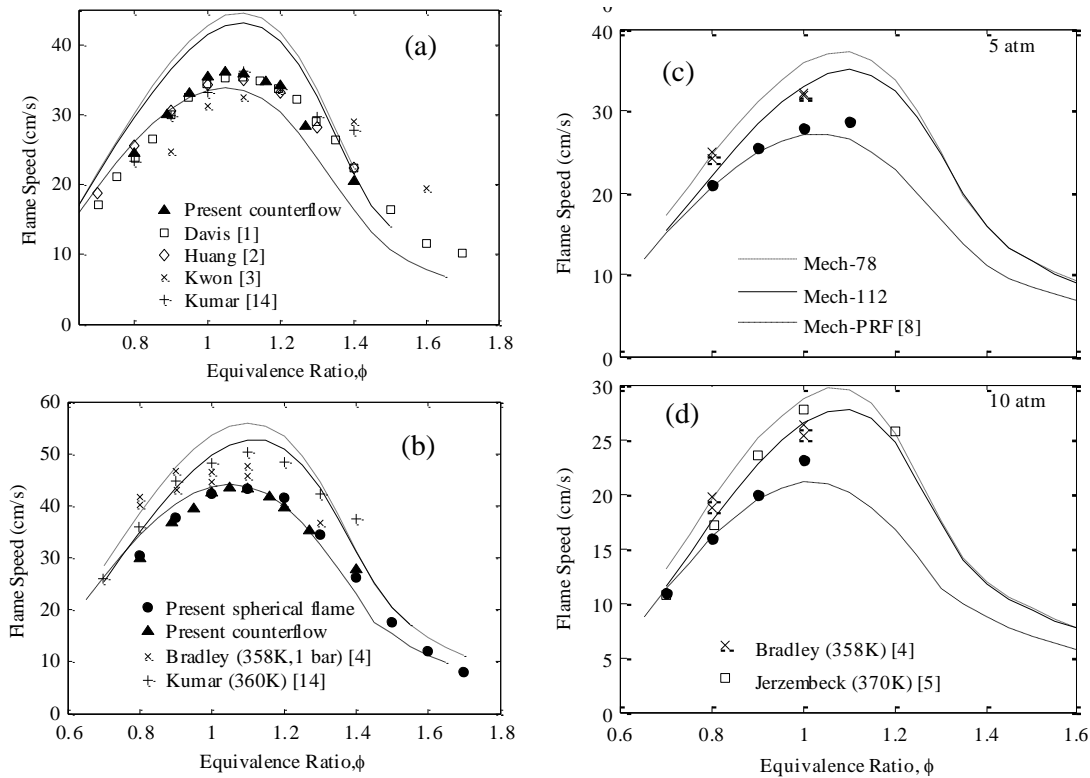 (a)
40
30
20
10
0
Flame Speed (cm/s)
Present counterflow
Davis [1]
Huang [2]
Kwon [3]
Kumar [14]
0.8 1 1.2 1.4 1.6 1.8
Equivalence Ratio,ϕ
(b)
60
50
40
30
20
10
0
Flame Speed (cm/s)
Present spherical flame
Present counterflow
Bradley (358K,1 bar) [4]
Kumar (360K) [14]
0.6 0.8 1 1.2 1.4 1.6 1.8
Equivalence Ratio,ϕ
0
(c)
5 atm
40
30
20
10
0
Flame Speed (cm/s)
Mech-78
Mech-112
Mech-PRF [8]
(d)
10 atm
30
25
20
15
10
5
0
Flame Speed (cm/s)
Bradley (358K) [4]
Jerzembeck (370K) [5]
0.6 0.8 1.0 1.2 1.4 1.6
Equivalence Ratio, ϕ